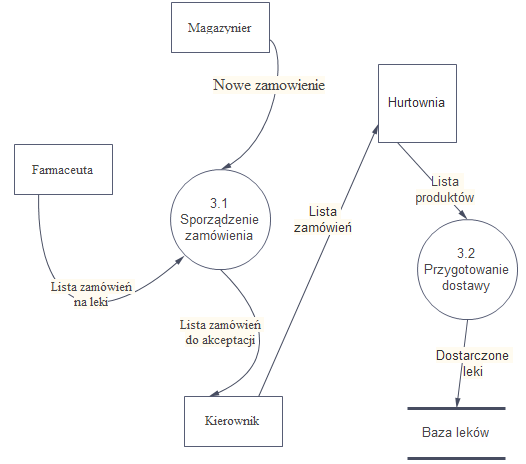 Magazynier
Nowe zamowienie
Hurtownia
Farmaceuta
Lista
produktów
3.1
Sporządzenie
zamówienia
Lista
zamówień
3.2
Przygotowanie
dostawy
Lista zamówień
na leki
Lista zamówień
do akceptacji
Dostarczone
leki
Kierownik
Baza leków